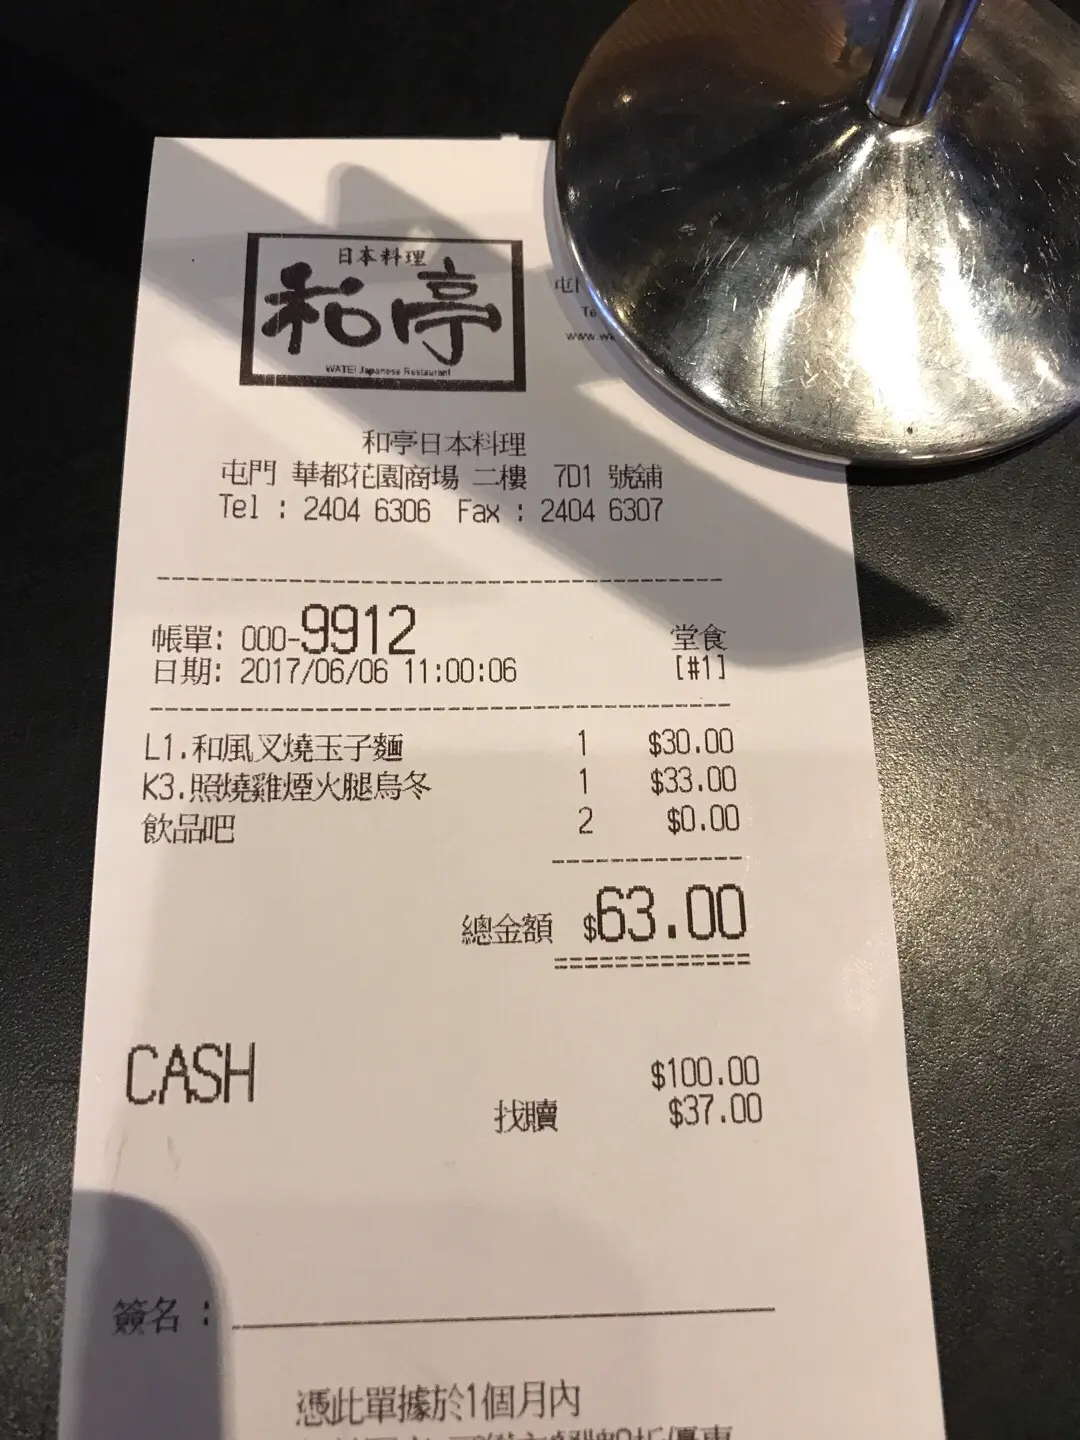 日本料理
和亭
WATEI Japanese Restaurant
屯
Te
www.we
和亭日本料理
屯門 華都花園商場 二樓 7D1 號舖
Tel : 2404 6306 Fax : 2404 6307
帳單: 000-9912 堂食
日期: 2017/06/06 11:00:06 [#1]
L1.和風叉燒玉子麵 1 $30.00
K3.照燒雞煙火腿烏冬 1 $33.00
飲品吧 2 $0.00
總金額 $63.00
CASH $100.00
找贖 $37.00
簽名 :
憑此單據於1個月內